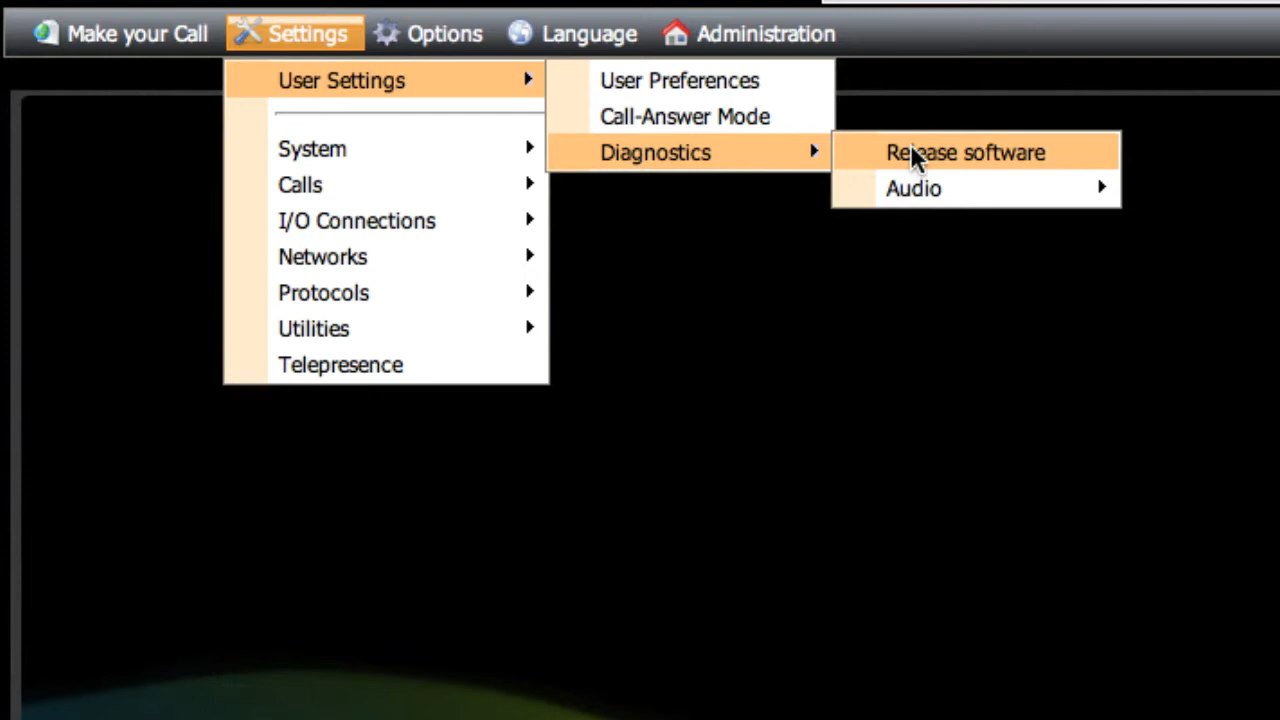 Make your Call Settings Options Language Administration
User Settings
System
Calls
I/O Connections
Networks
Protocols
Utilities
Telepresence
User Preferences
Call-Answer Mode
Diagnostics
Release software
Audio